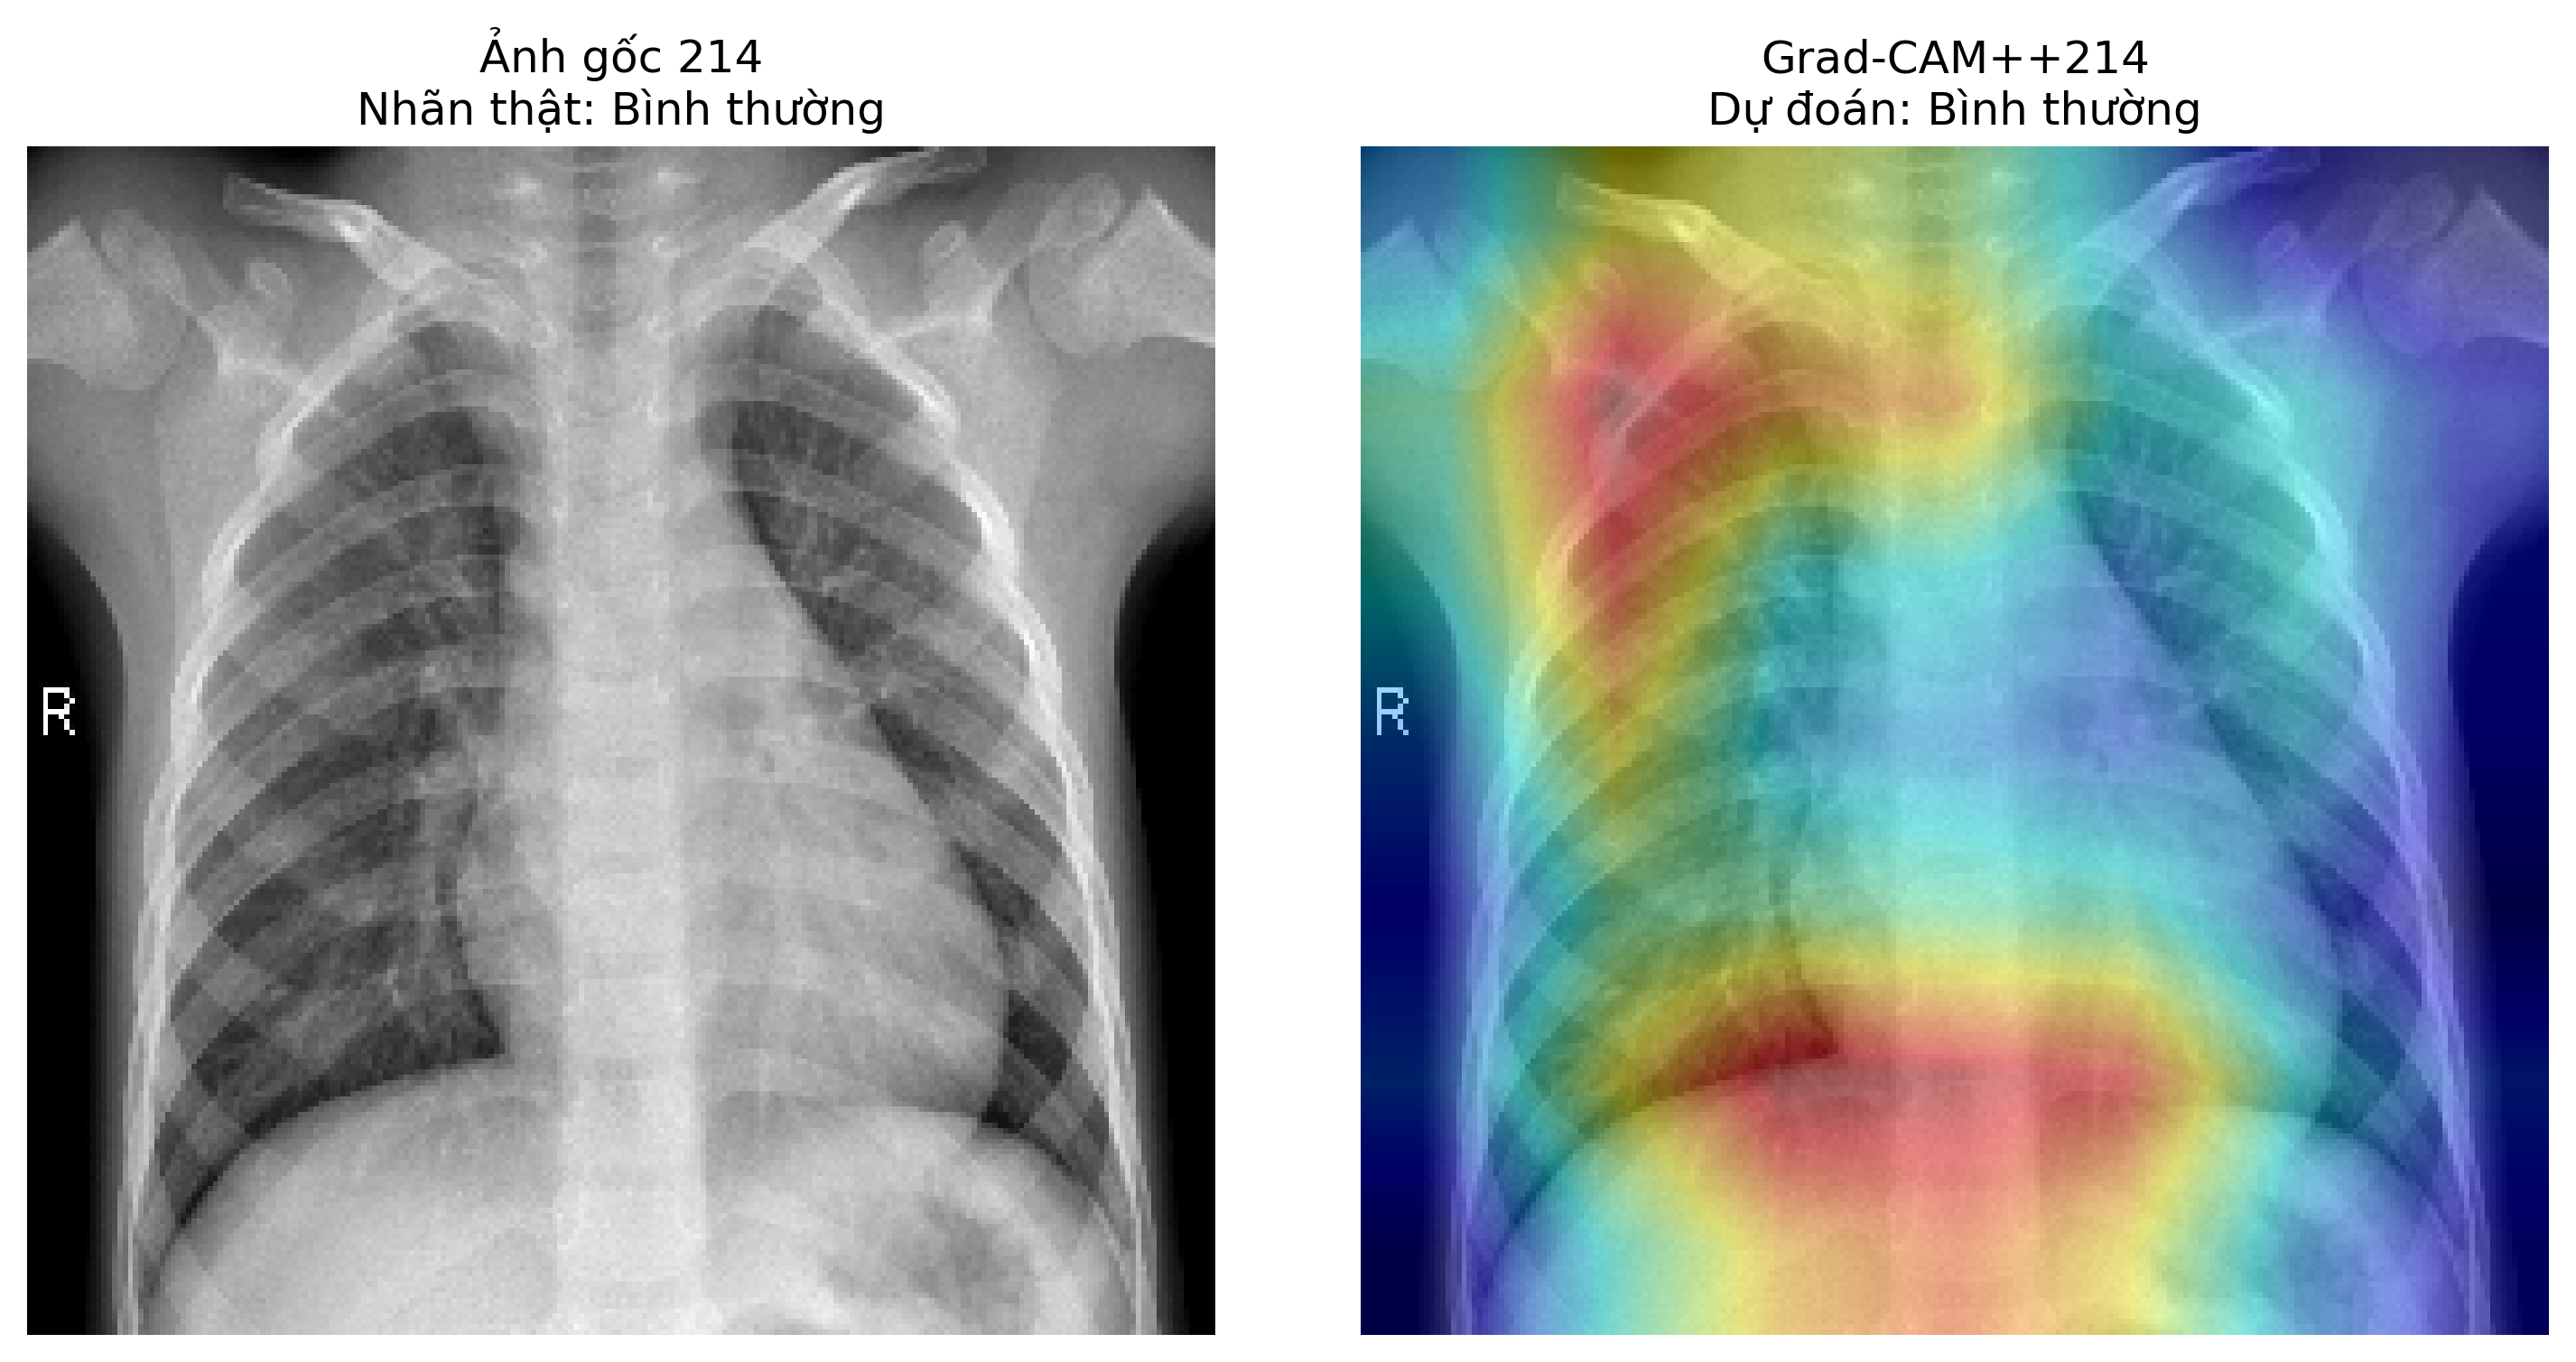 Ảnh gốc 214
Nhãn thật: Bình thường
Grad-CAM++214
Dự đoán: Bình thường
R
R